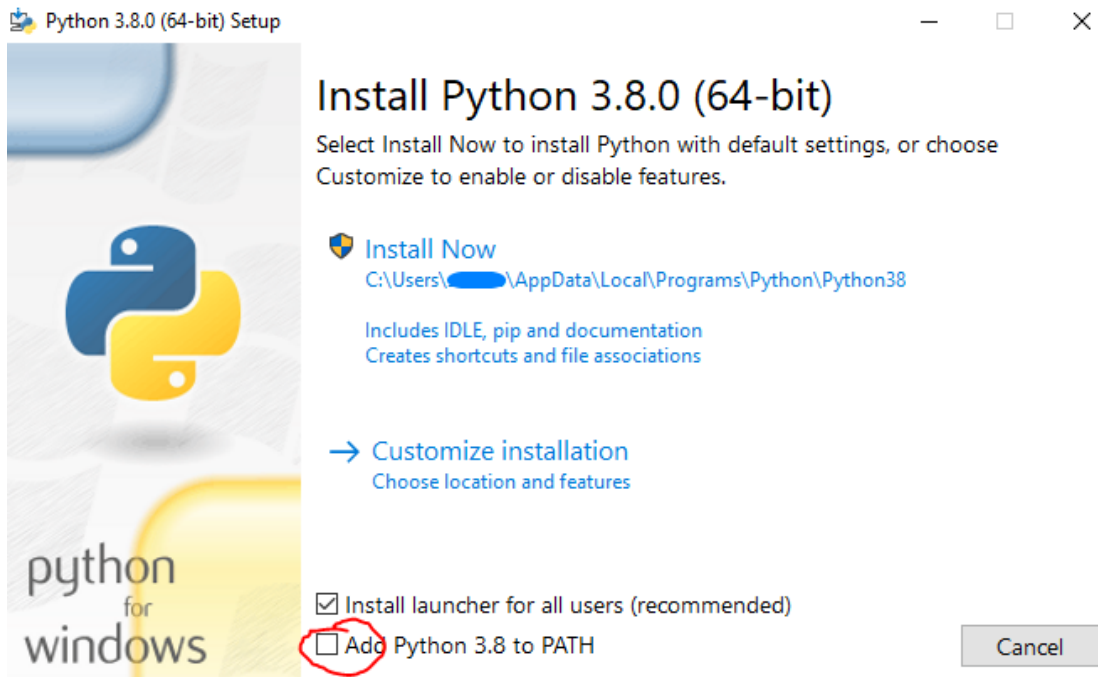 Python 3.8.0 (64-bit) Setup
Install Python 3.8.0 (64-bit)
Select Install Now to install Python with default settings, or choose
Customize to enable or disable features.
Install Now
C:\Users\ \AppData\Local\Programs\Python\Python38
Includes IDLE, pip and documentation
Creates shortcuts and file associations
Customize installation
Choose location and features
python
for
windows
Install launcher for all users (recommended)
Add Python 3.8 to PATH
Cancel